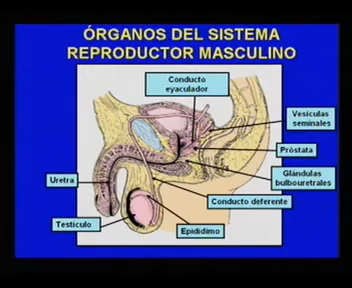 ÓRGANOS DEL SISTEMA
REPRODUCTOR MASCULINO
Conducto
eyaculador
Vesículas
seminales
Próstata
Glándulas
bulbouretrales
Uretra
Conducto deferente
Testículo
Epidídimo